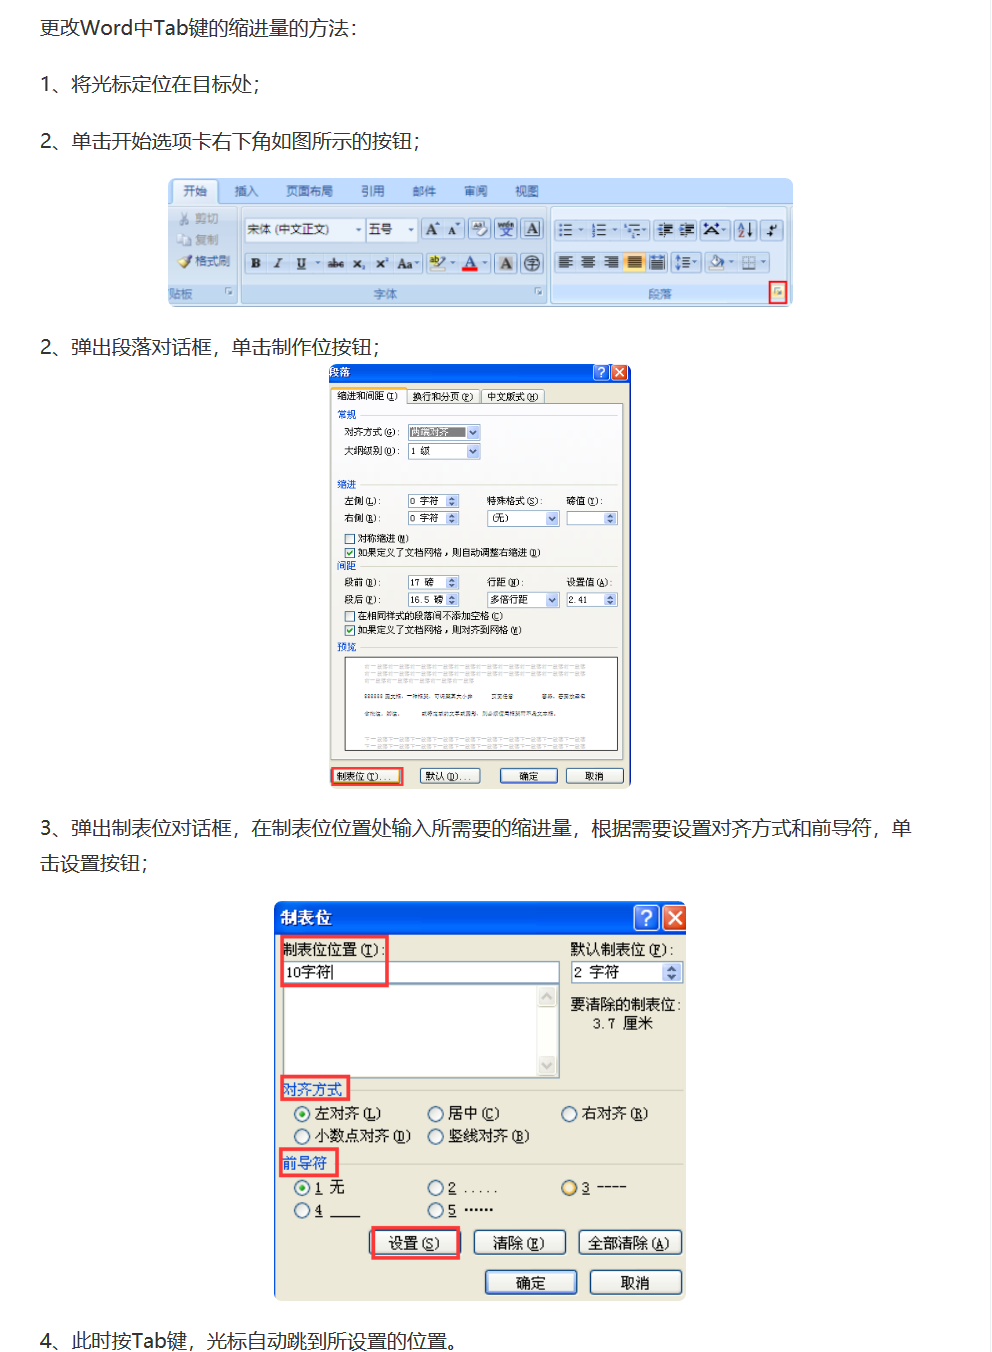 更改Word中Tab键的缩进量的方法：
1、将光标定位在目标处；
2、单击开始选项卡右下角如图所示的按钮；
开始 插入 页面布局 引用 邮件 审阅 视图
剪切
复制
格式刷
贴板
宋体 (中文正文) 五号
B I U abc x₂ x² Aa A A
字体
段落
2、弹出段落对话框，单击制作位按钮；
段落
缩进和间距(I) 换行和分页(P) 中文版式(H)
常规
对齐方式(G): 两端对齐
大纲级别(O): 1 级
缩进
左侧(L): 0 字符 特殊格式(S): 磅值(Y):
右侧(R): 0 字符 (无)
对称缩进(M)
如果定义了文档网格，则自动调整右缩进(D)
间距
段前(B): 17 磅 行距(N): 设置值(A):
段后(F): 16.5 磅 多倍行距 2.41
在相同样式的段落间不添加空格(C)
如果定义了文档网格，则对齐到网格(W)
预览
制表位(T)... 默认(D)... 确定 取消
3、弹出制表位对话框，在制表位位置处输入所需要的缩进量，根据需要设置对齐方式和前导符，单
击设置按钮；
制表位
制表位位置(T): 默认制表位(F):
10字符 2 字符
要清除的制表位:
3.7 厘米
对齐方式
左对齐(L) 居中(C) 右对齐(R)
小数点对齐(D) 竖线对齐(B)
前导符
1 无 2 ..... 3 ----
4 ___ 5 ······
设置(S) 清除(E) 全部清除(A)
确定 取消
4、此时按Tab键，光标自动跳到所设置的位置。